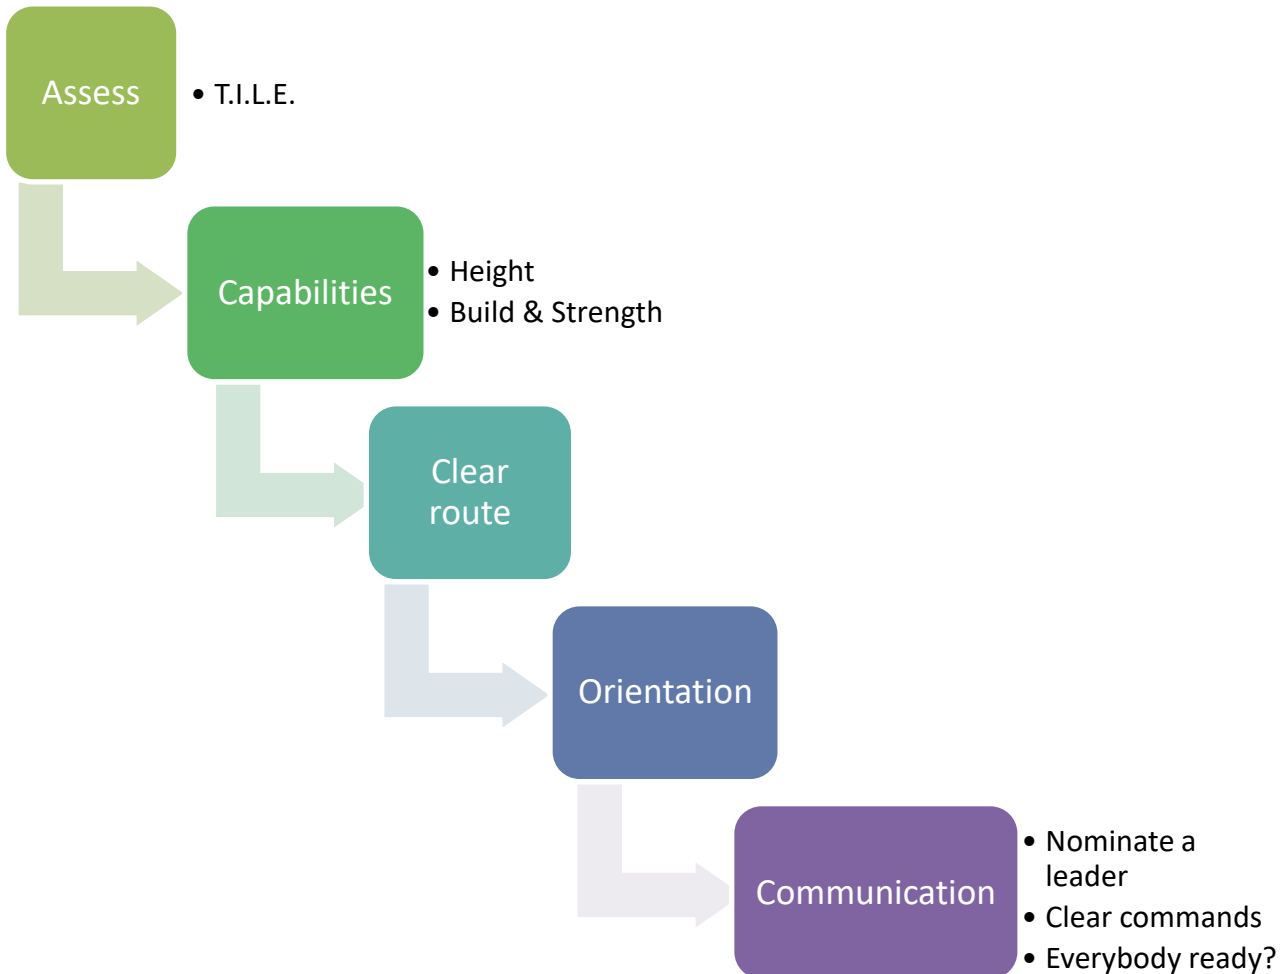 Assess
• T.I.L.E.
Capabilities
• Height
• Build & Strength
Clear
route
Orientation
Communication
• Nominate a
leader
• Clear commands
• Everybody ready?